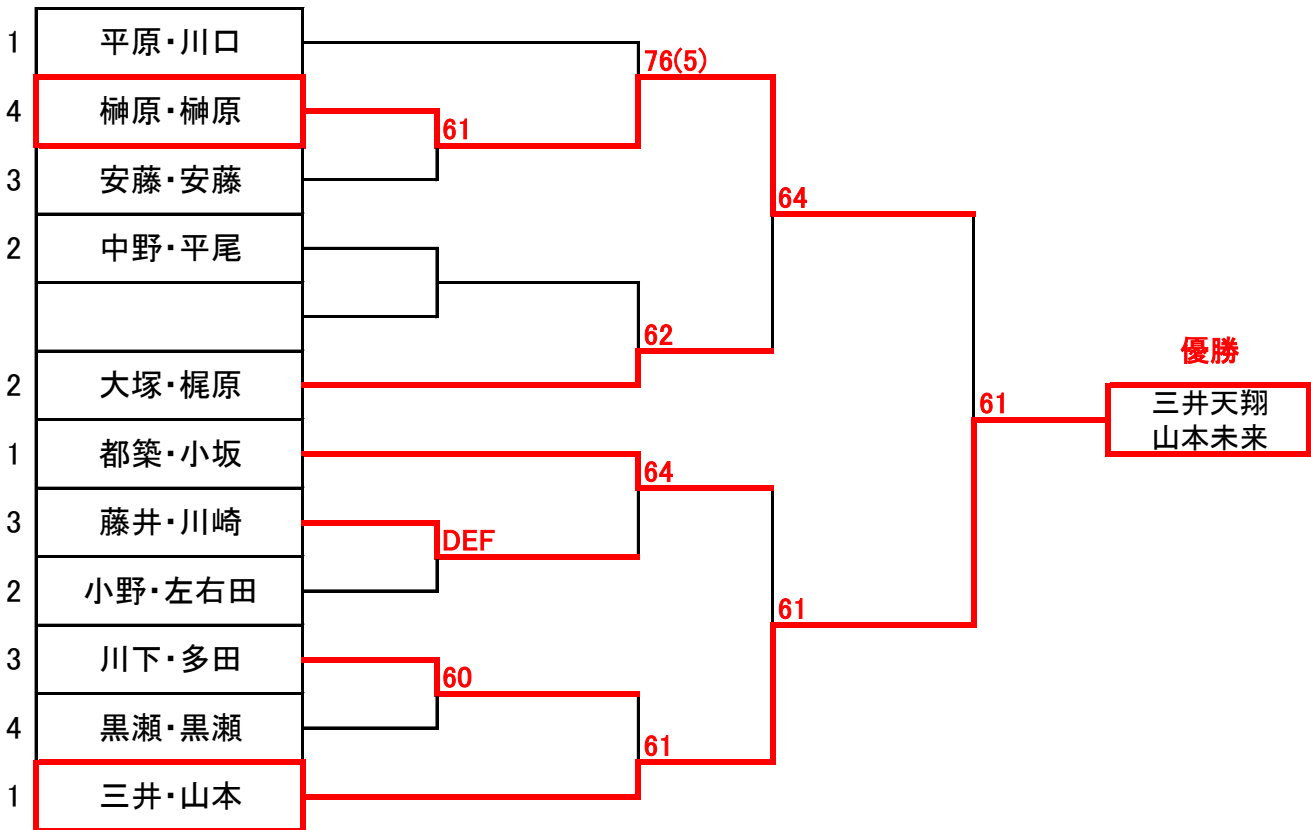 1 平原・川口
76(5)
4 榊原・榊原
61
3 安藤・安藤
64
2 中野・平尾
62
優勝
2 大塚・梶原
61
三井天翔
山本未来
1 都築・小坂
64
3 藤井・川崎
DEF
2 小野・左右田
61
3 川下・多田
60
4 黒瀬・黒瀬
61
1 三井・山本